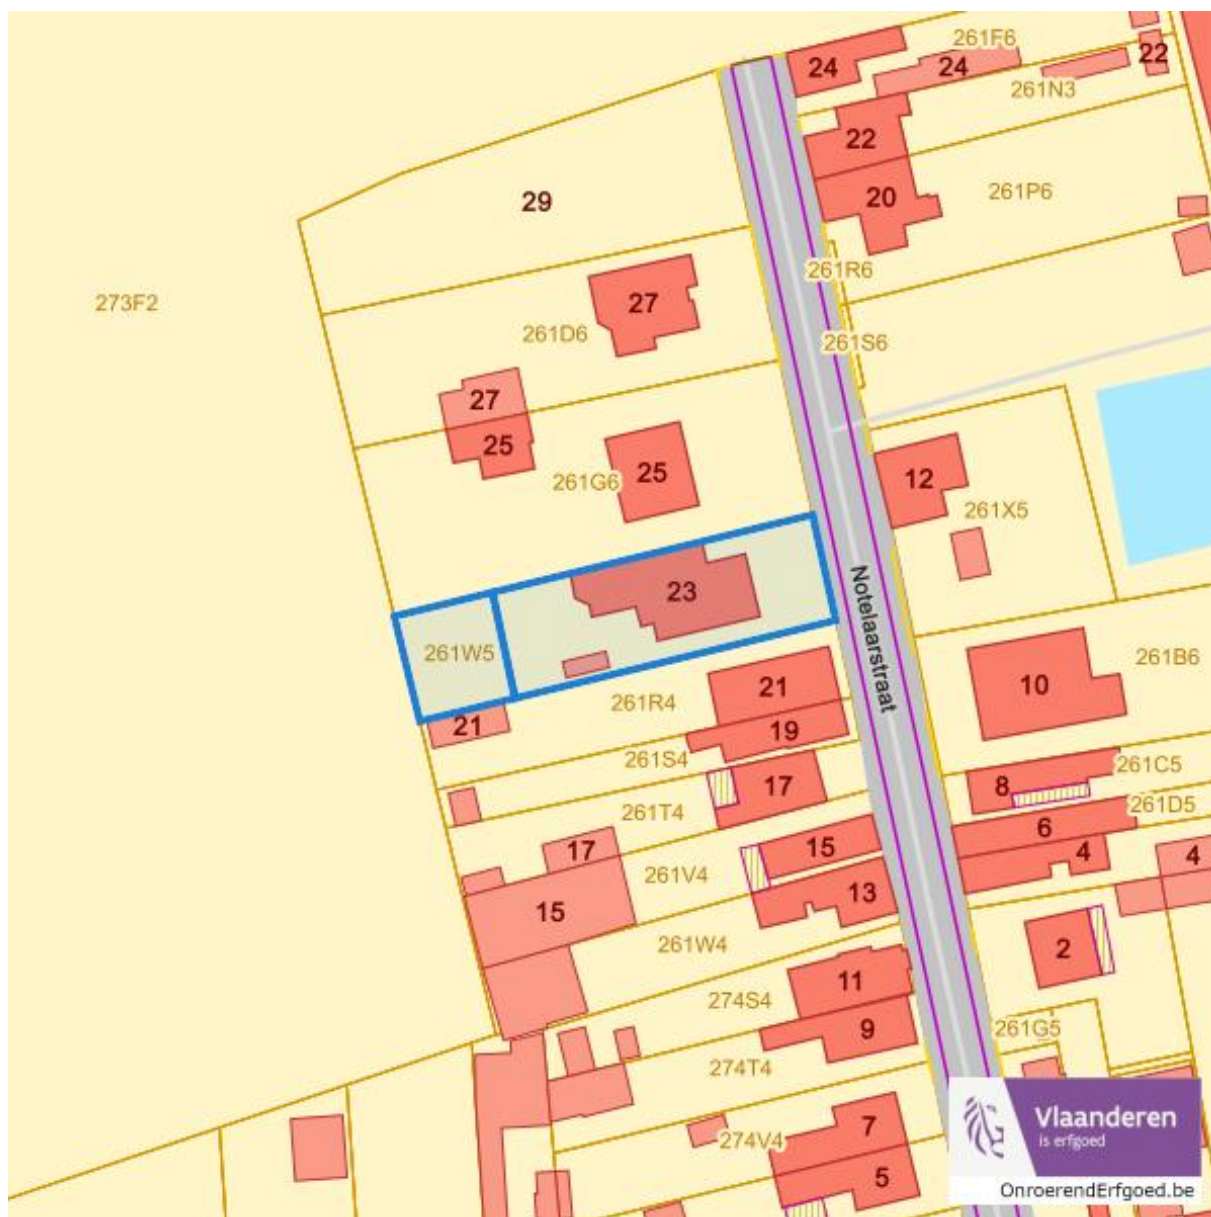 261F6
24
24
22
261N3
22
29
20
261P6
261R6
273F2
27
261D6
261S6
27
25
25
261G6
12
261X5
23
Notelaarstraat
261W5
261B6
21
10
261R4
21
19
261S4
261C5
17
8
261D5
261T4
6
15
17
4
4
261V4
13
15
261W4
2
11
274S4
9
261G5
274T4
Vlaanderen
is erfgoed
7
274V4
5
OnroerendErfgoed.be